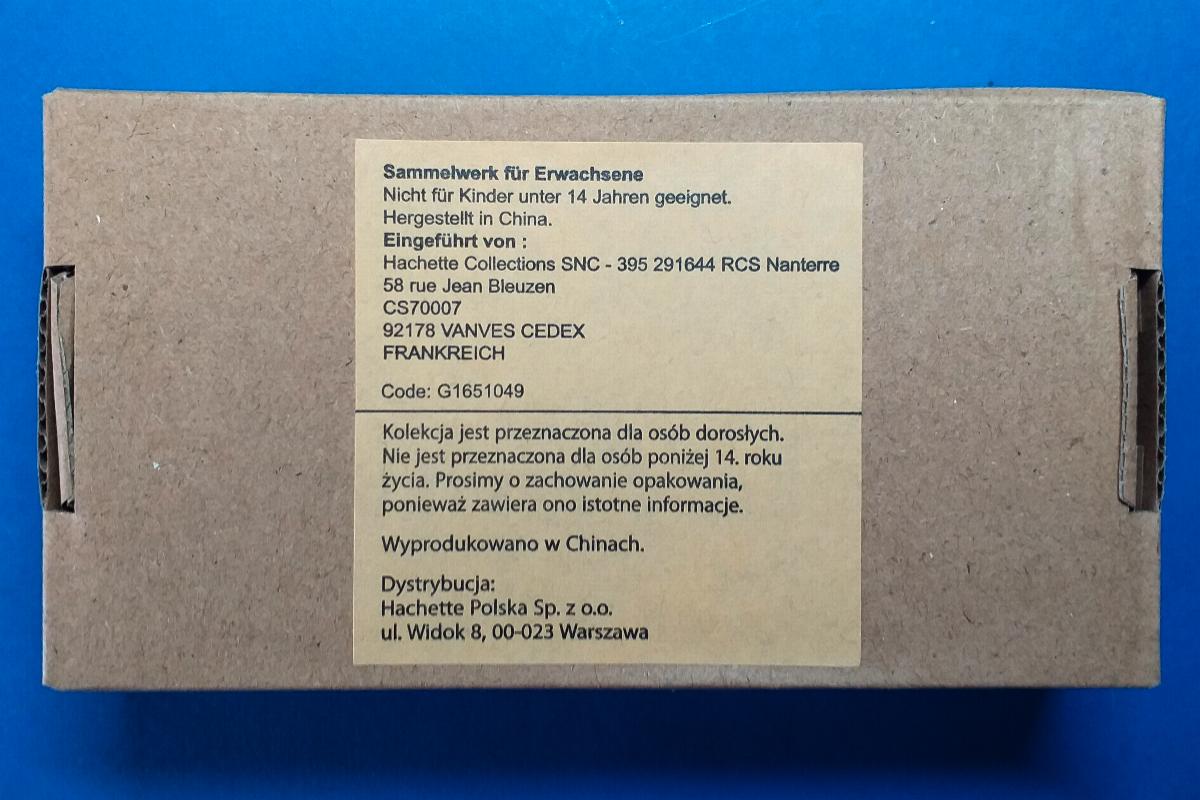 Sammelwerk für Erwachsene
Nicht für Kinder unter 14 Jahren geeignet.
Hergestellt in China.
Eingeführt von :
Hachette Collections SNC - 395 291644 RCS Nanterre
58 rue Jean Bleuzen
CS70007
92178 VANVES CEDEX
FRANKREICH
Code: G1651049
Kolekcja jest przeznaczona dla osób dorosłych.
Nie jest przeznaczona dla osób poniżej 14. roku
życia. Prosimy o zachowanie opakowania,
ponieważ zawiera ono istotne informacje.
Wyprodukowano w Chinach.
Dystrybucja:
Hachette Polska Sp. z o.o.
ul. Widok 8, 00-023 Warszawa